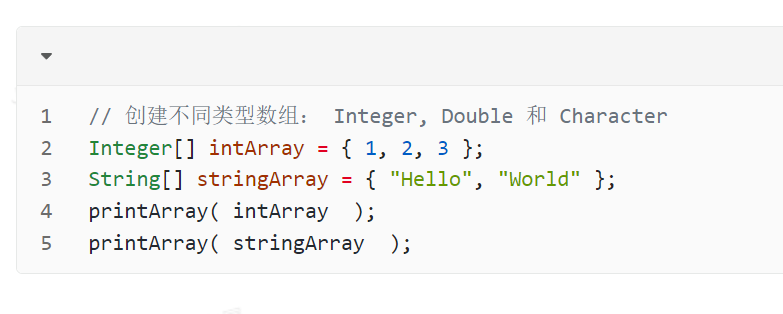 1 // 创建不同类型数组： Integer, Double 和 Character
2 Integer[] intArray = { 1, 2, 3 };
3 String[] stringArray = { "Hello", "World" };
4 printArray( intArray  );
5 printArray( stringArray  );